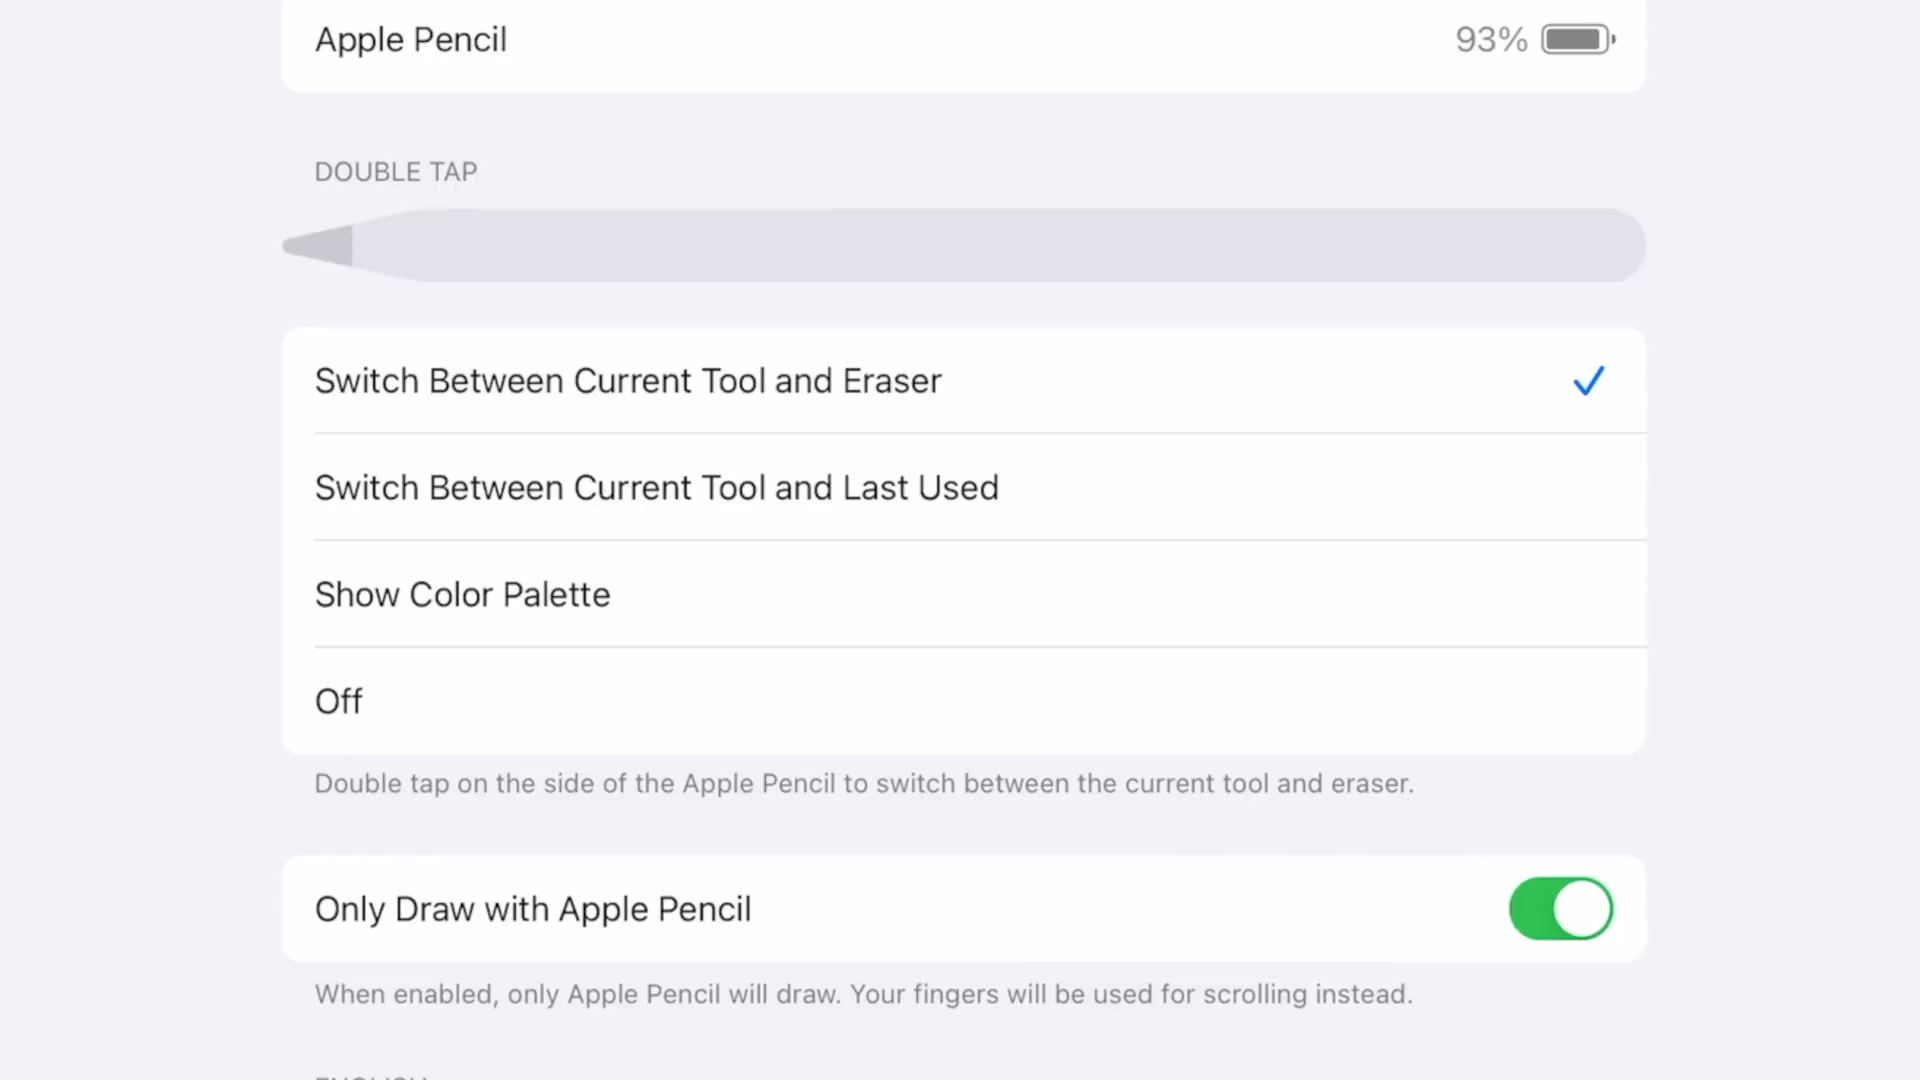 Apple Pencil 93%
DOUBLE TAP
Switch Between Current Tool and Eraser
Switch Between Current Tool and Last Used
Show Color Palette
Off
Double tap on the side of the Apple Pencil to switch between the current tool and eraser.
Only Draw with Apple Pencil
When enabled, only Apple Pencil will draw. Your fingers will be used for scrolling instead.